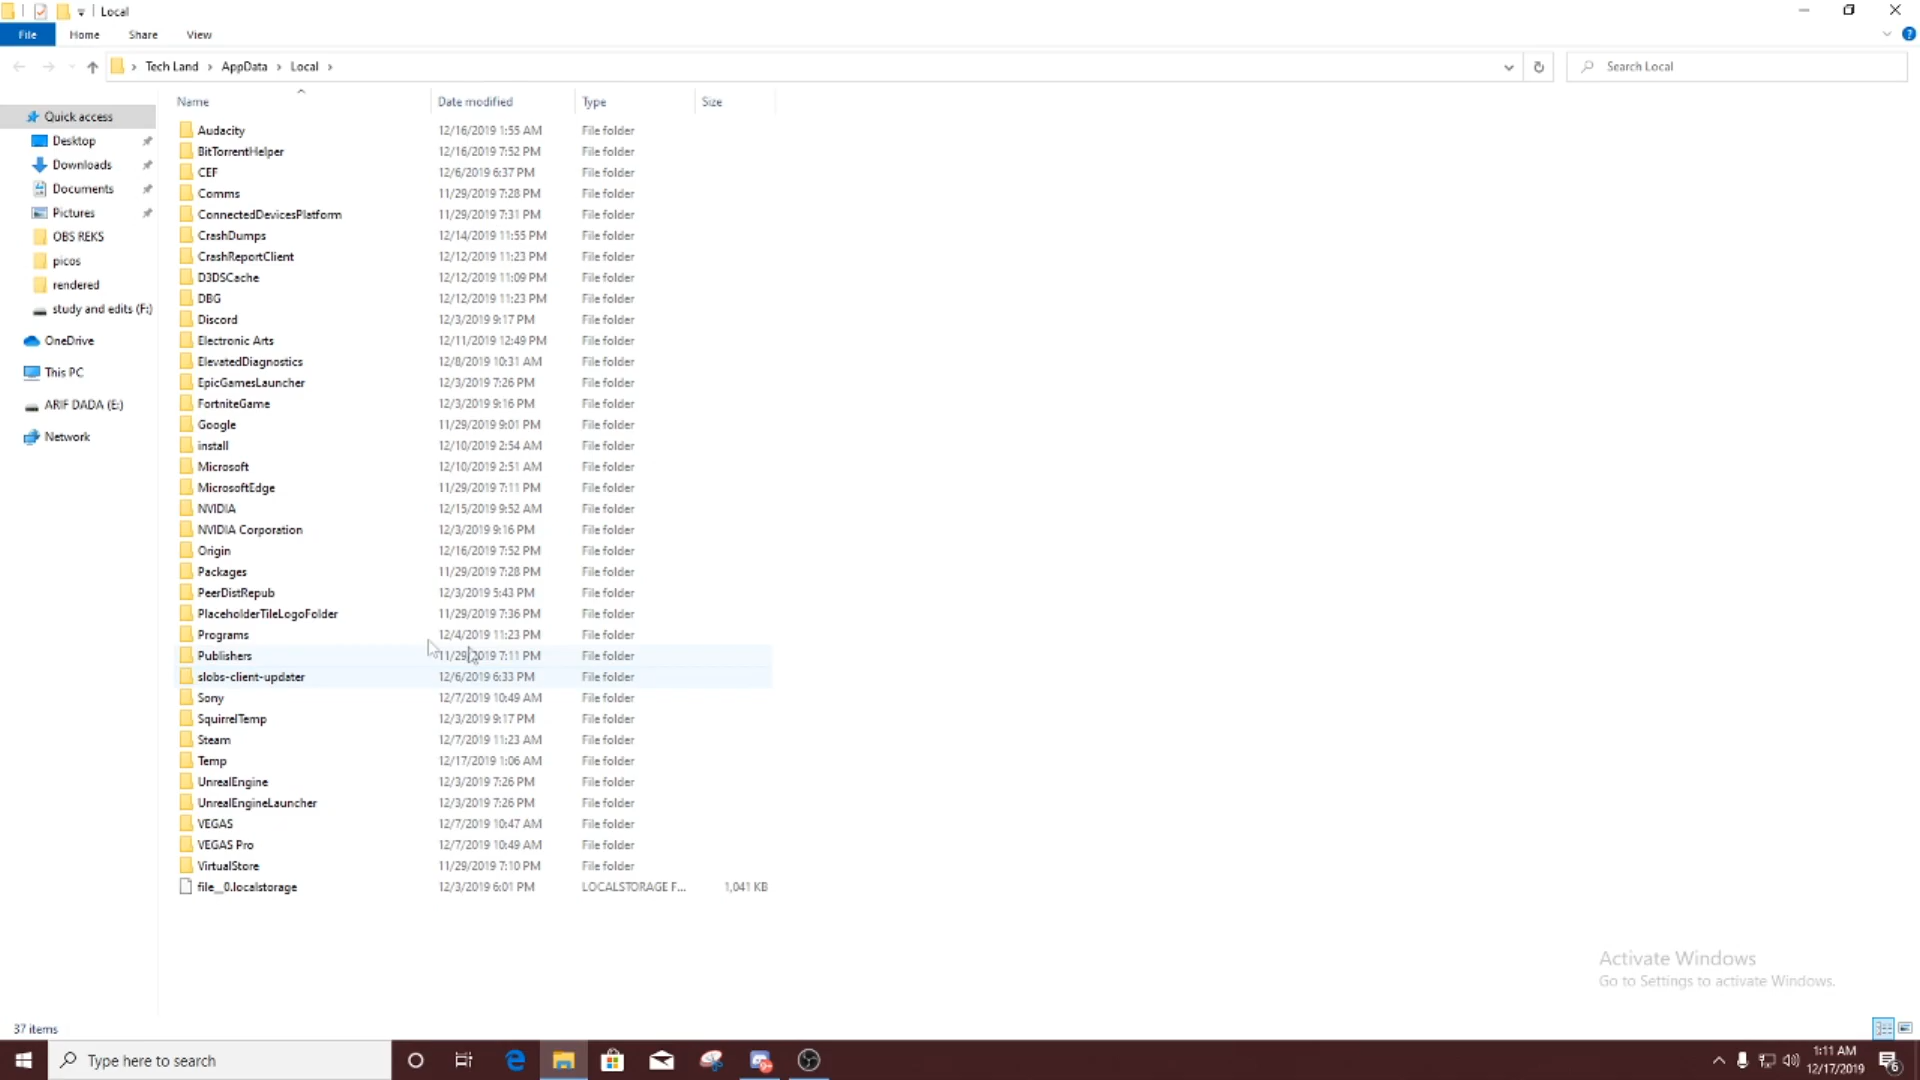 Local
File Home Share View
Tech Land AppData Local
Search Local
Name Date modified Type Size
Quick access
Desktop
Downloads
Documents
Pictures
OBS REKS
picos
rendered
study and edits (F:)
OneDrive
This PC
ARIF DADA (E:)
Network
Audacity 12/16/2019 1:55 AM File folder
BitTorrentHelper 12/16/2019 7:52 PM File folder
CEF 12/6/2019 6:37 PM File folder
Comms 11/29/2019 7:28 PM File folder
ConnectedDevicesPlatform 11/29/2019 7:31 PM File folder
CrashDumps 12/14/2019 11:55 PM File folder
CrashReportClient 12/12/2019 11:23 PM File folder
D3DSCache 12/12/2019 11:09 PM File folder
DBG 12/12/2019 11:23 PM File folder
Discord 12/3/2019 9:17 PM File folder
Electronic Arts 12/11/2019 12:49 PM File folder
ElevatedDiagnostics 12/8/2019 10:31 AM File folder
EpicGamesLauncher 12/3/2019 7:26 PM File folder
FortniteGame 12/3/2019 9:16 PM File folder
Google 11/29/2019 9:01 PM File folder
install 12/10/2019 2:54 AM File folder
Microsoft 12/10/2019 2:51 AM File folder
MicrosoftEdge 11/29/2019 7:11 PM File folder
NVIDIA 12/15/2019 9:52 AM File folder
NVIDIA Corporation 12/3/2019 9:16 PM File folder
Origin 12/16/2019 7:52 PM File folder
Packages 11/29/2019 7:28 PM File folder
PeerDistRepub 12/3/2019 5:43 PM File folder
PlaceholderTileLogoFolder 11/29/2019 7:36 PM File folder
Programs 12/4/2019 11:23 PM File folder
Publishers 11/29/2019 7:11 PM File folder
slobs-client-updater 12/6/2019 6:33 PM File folder
Sony 12/7/2019 10:49 AM File folder
SquirrelTemp 12/3/2019 9:17 PM File folder
Steam 12/7/2019 11:23 AM File folder
Temp 12/17/2019 1:06 AM File folder
UnrealEngine 12/3/2019 7:26 PM File folder
UnrealEngineLauncher 12/3/2019 7:26 PM File folder
VEGAS 12/7/2019 10:47 AM File folder
VEGAS Pro 12/7/2019 10:49 AM File folder
VirtualStore 11/29/2019 7:10 PM File folder
file__0.localstorage 12/3/2019 6:01 PM LOCALSTORAGE F... 1,041 KB
Activate Windows
Go to Settings to activate Windows.
37 items
Type here to search
1:11 AM
12/17/2019
6